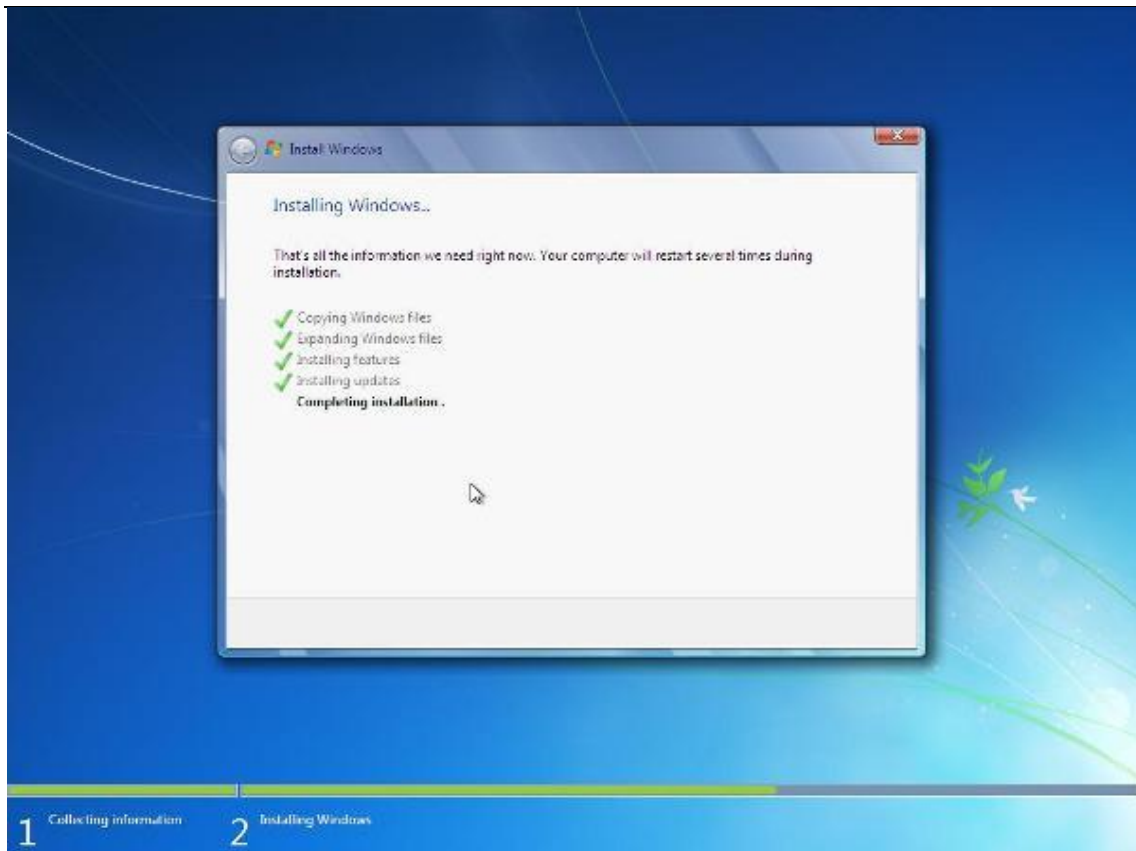 Install Windows
Installing Windows...
That's all the information we need right now. Your computer will restart several times during
installation.
Copying Windows files
Expanding Windows files
Installing features
Installing updates
Completing installation .
1 Collecting information
2 Installing Windows